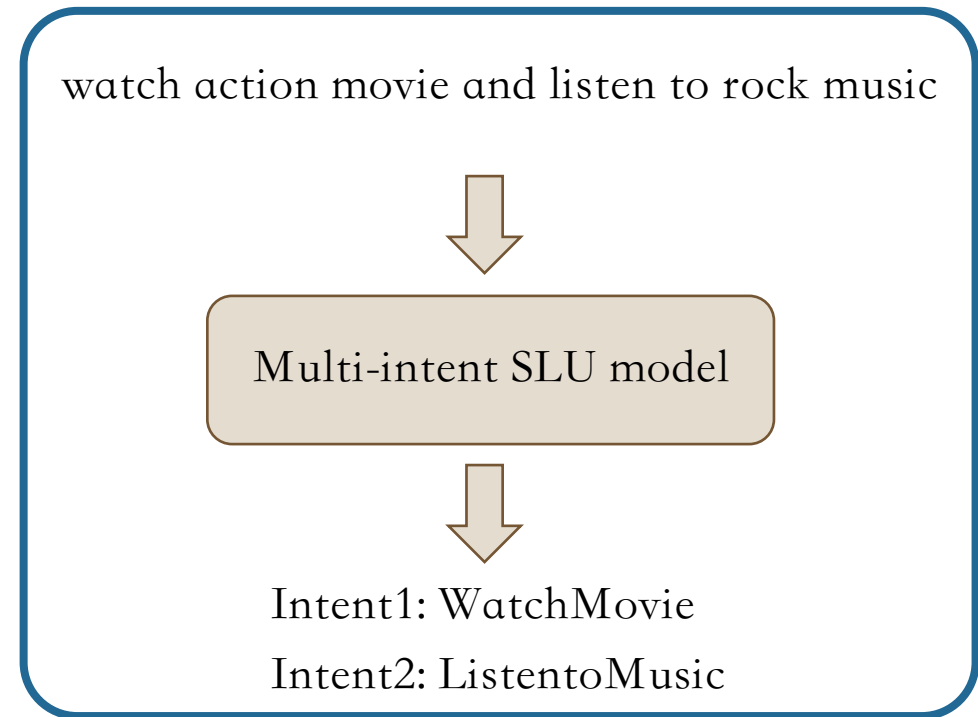 watch action movie and listen to rock music
Multi-intent SLU model
Intent1: WatchMovie
Intent2: ListentoMusic